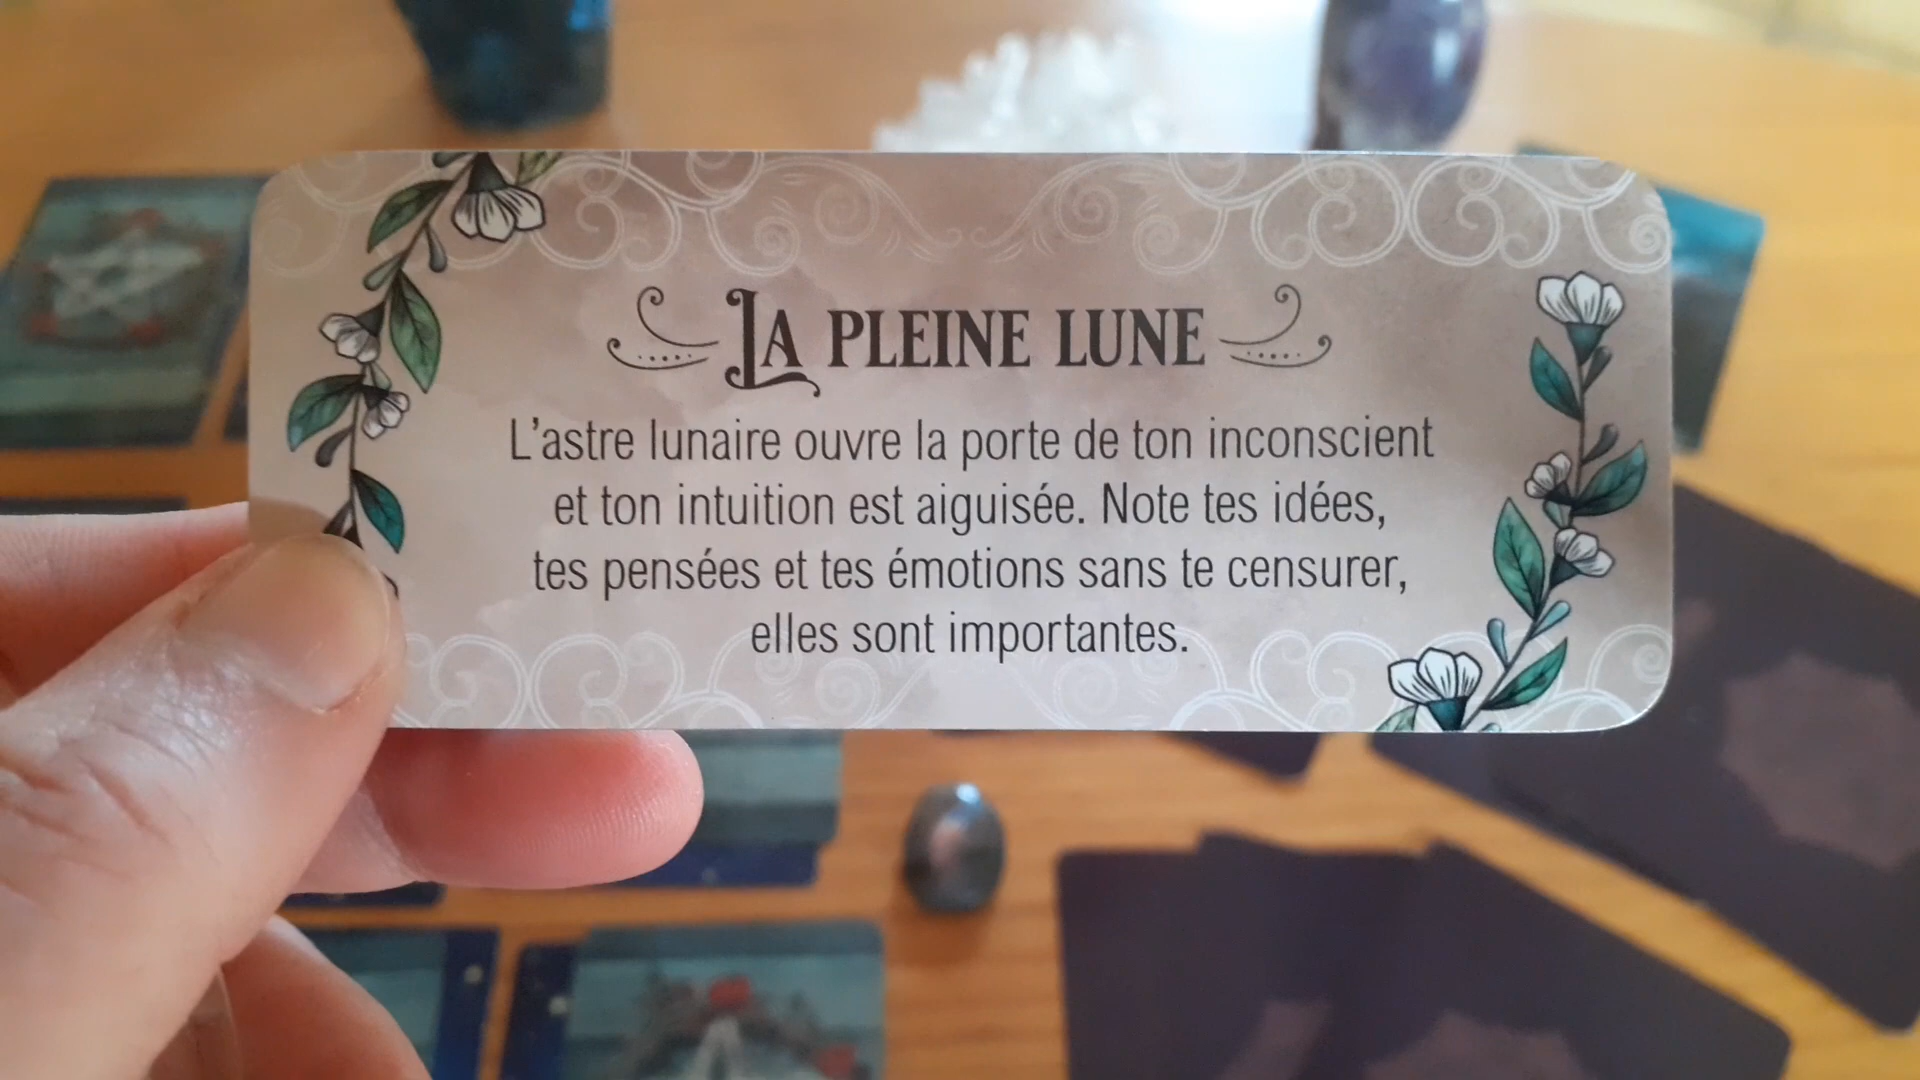 La pleine lune
L'astre lunaire ouvre la porte de ton inconscient
et ton intuition est aiguisée. Note tes idées,
tes pensées et tes émotions sans te censurer,
elles sont importantes.